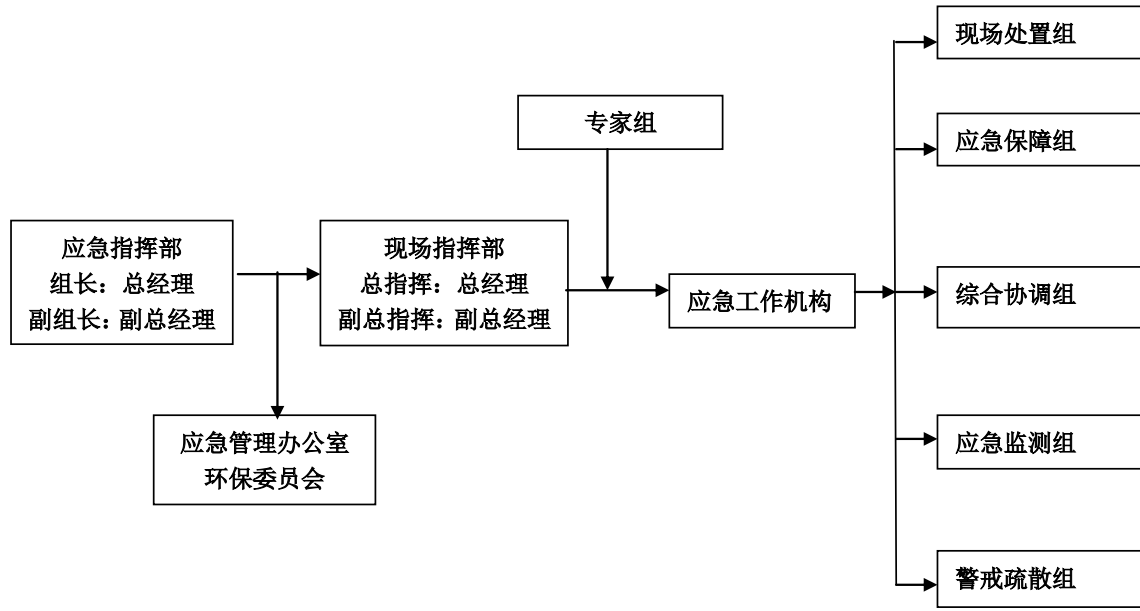 现场处置组
专家组
应急保障组
应急指挥部
组长：总经理
副组长：副总经理
现场指挥部
总指挥：总经理
副总指挥：副总经理
应急工作机构
综合协调组
应急管理办公室
环保委员会
应急监测组
警戒疏散组